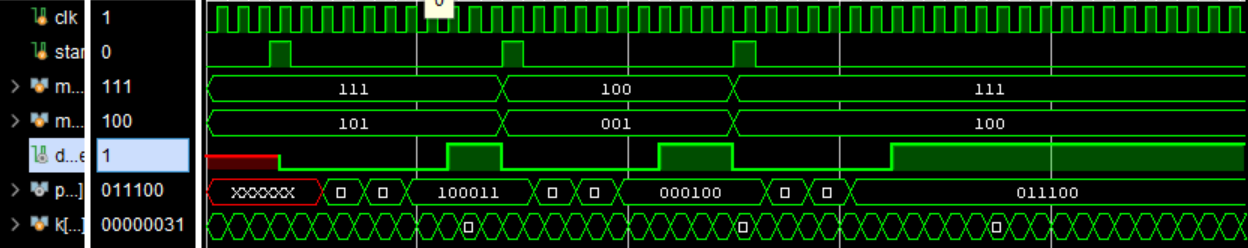 clk 1
star 0
m... 111 111 100 111
m... 100 101 001 100
d...e 1
p...] 011100 XXXXXX 100011 000100 011100
k[...] 00000031